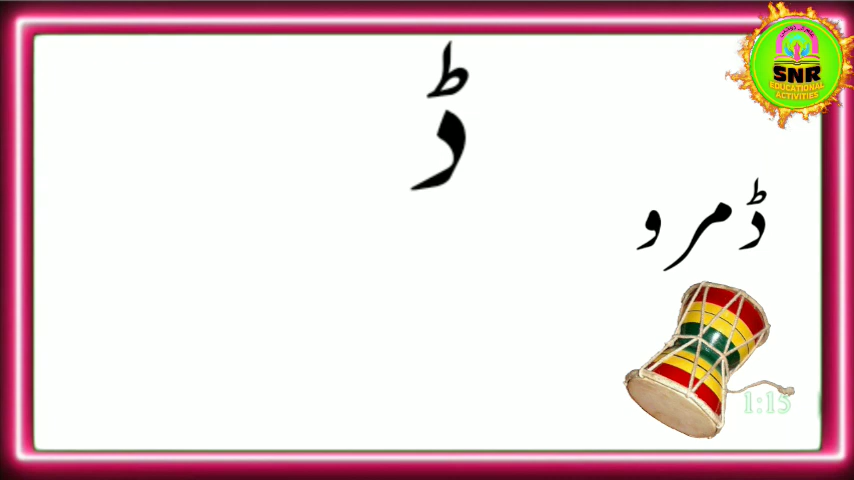 ڈ
ڈمرو
SNR
EDUCATIONAL
ACTIVITIES
1:15